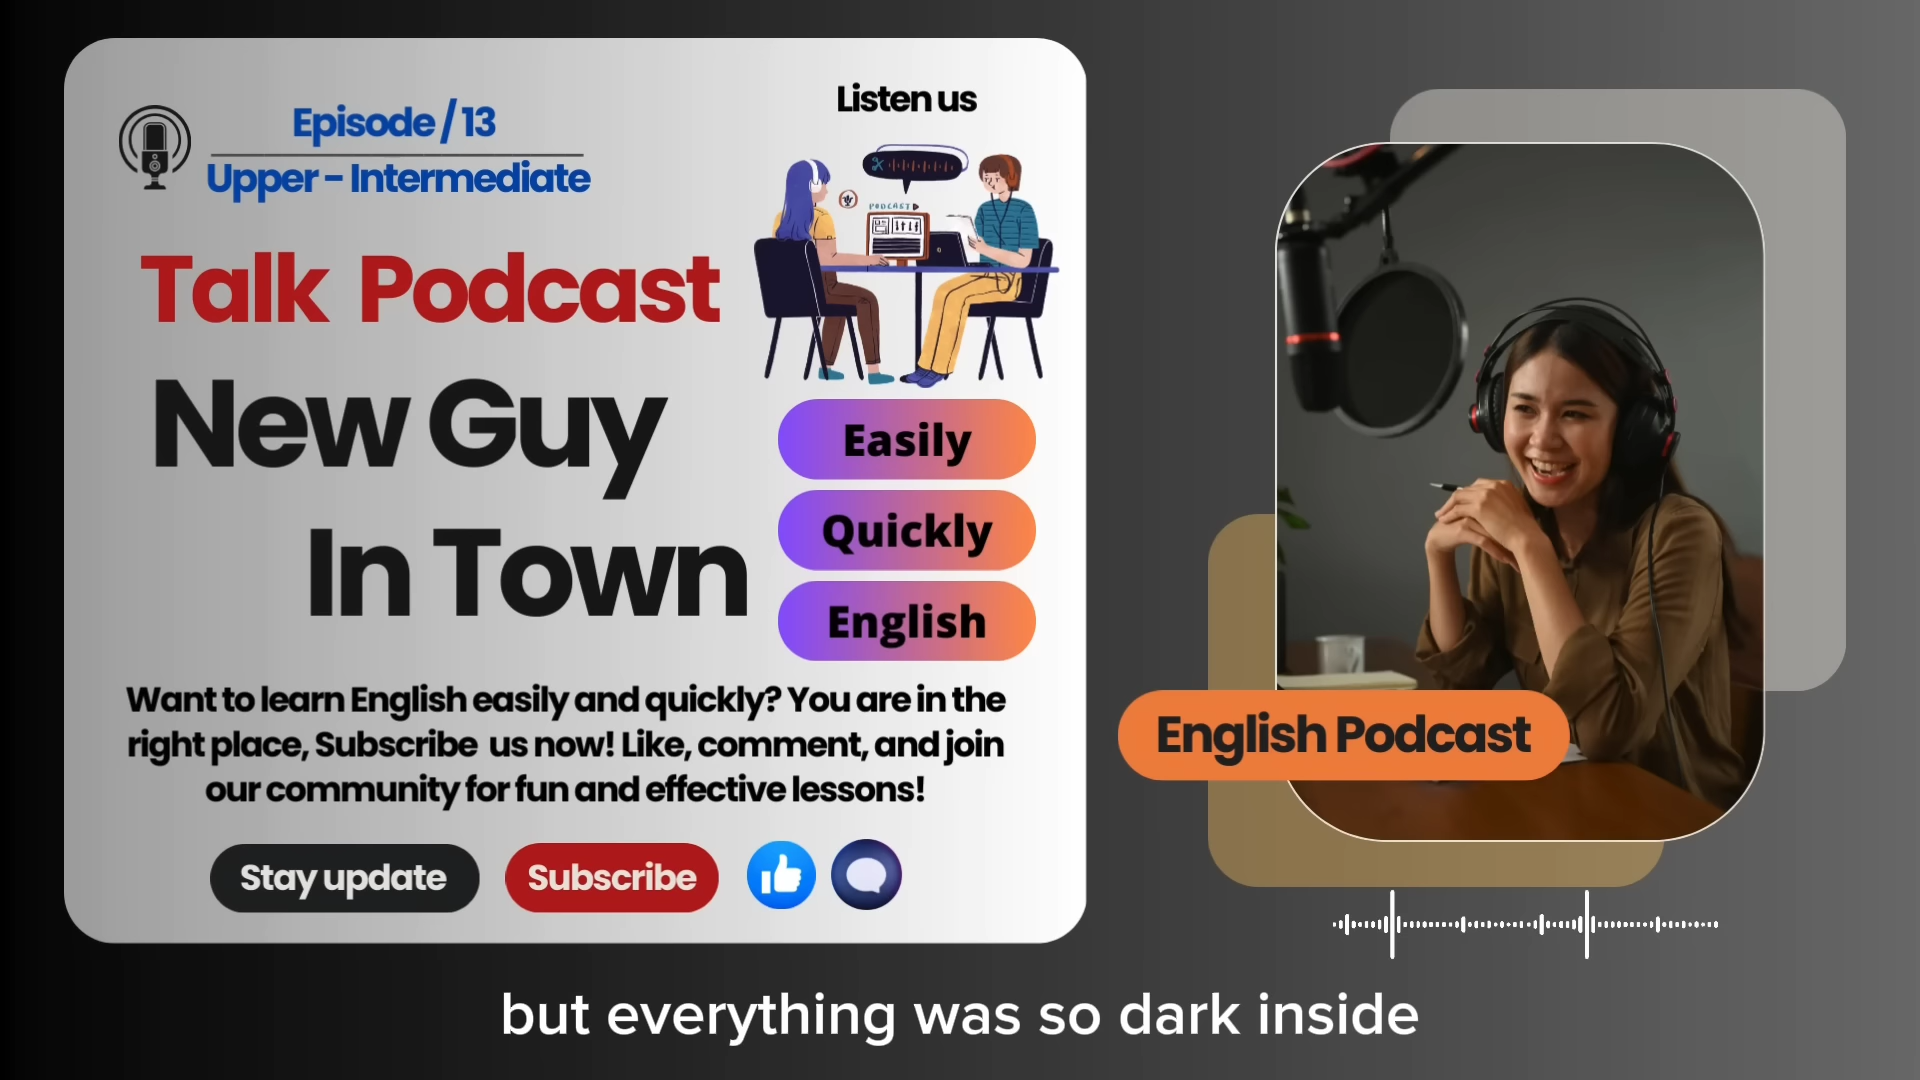 Episode / 13
Upper - Intermediate
Listen us
PODCAST
Talk Podcast
New Guy
In Town
Easily
Quickly
English
Want to learn English easily and quickly? You are in the
right place, Subscribe us now! Like, comment, and join
our community for fun and effective lessons!
Stay update
Subscribe
English Podcast
but everything was so dark inside